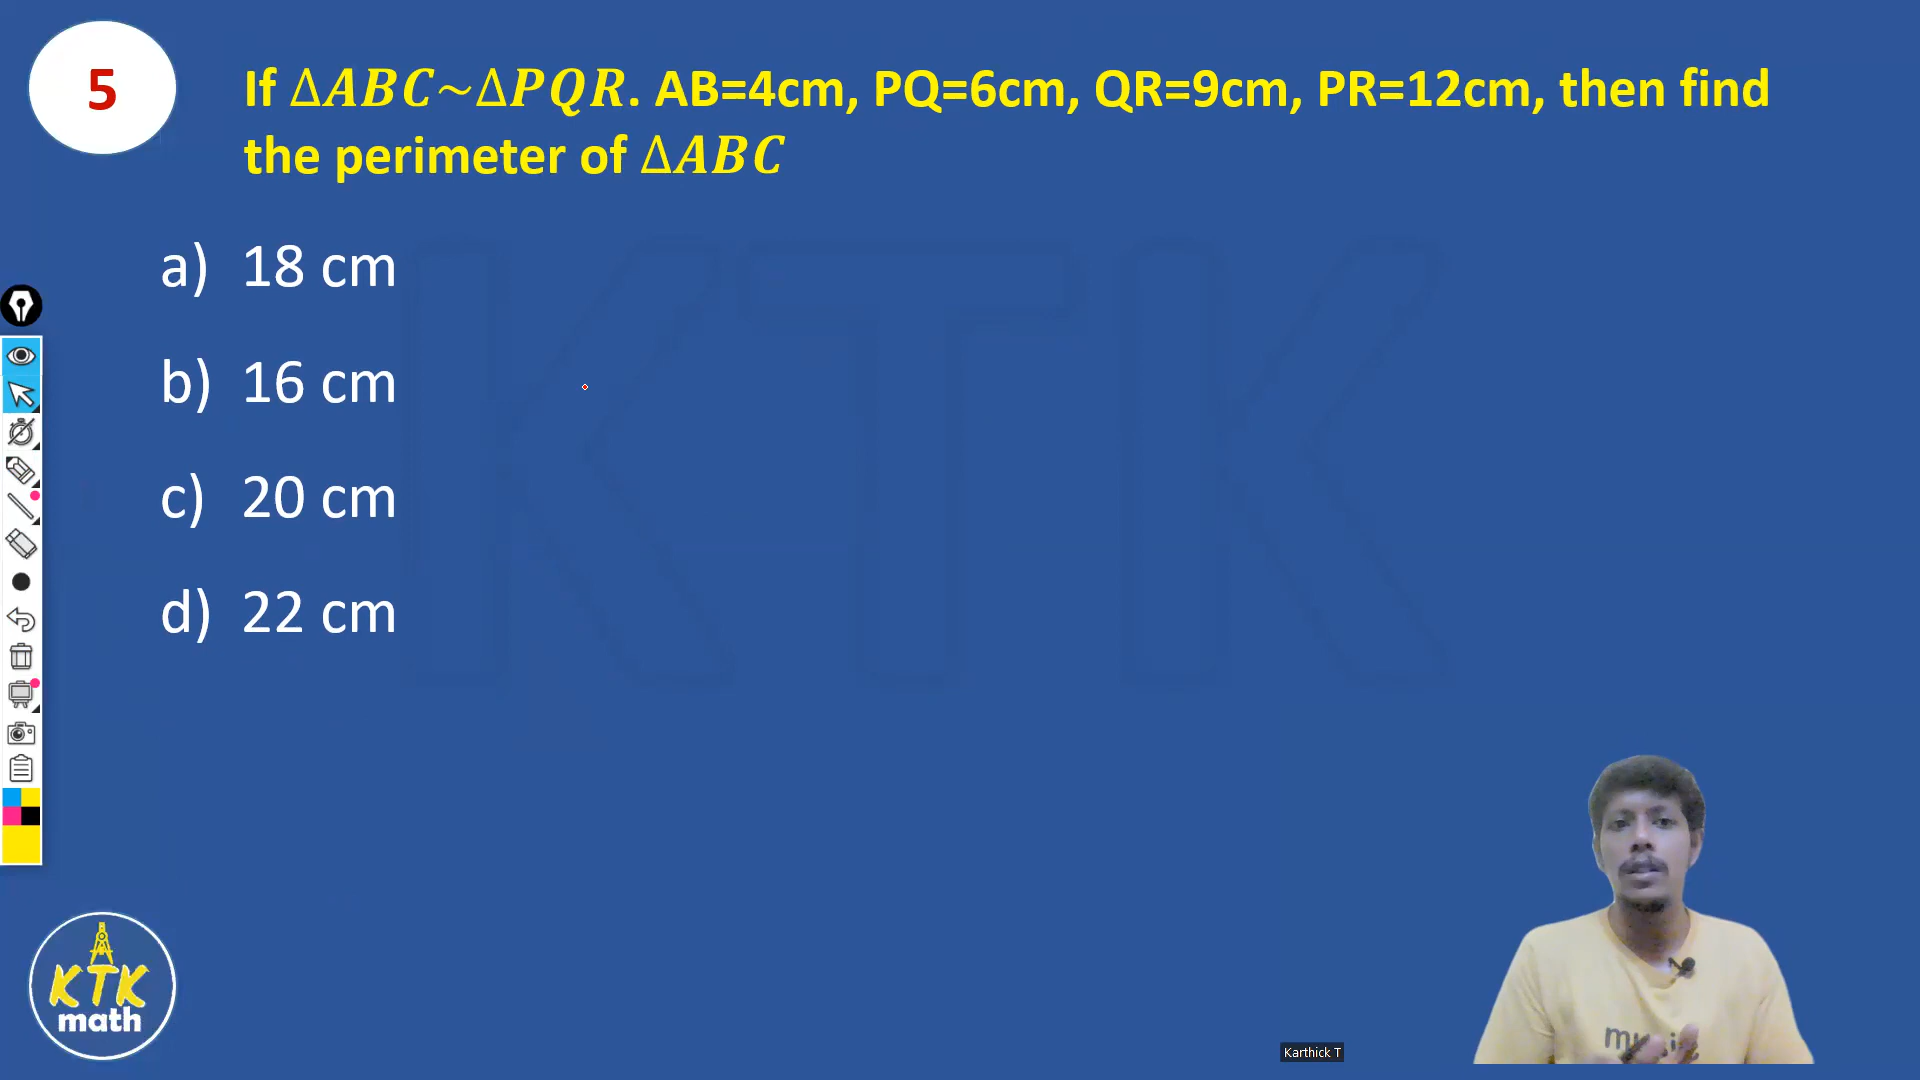 5
If ΔABC~ΔPQR. AB=4cm, PQ=6cm, QR=9cm, PR=12cm, then find
the perimeter of ΔABC
a) 18 cm
b) 16 cm
c) 20 cm
d) 22 cm
KTK
KTK
math
Karthick T